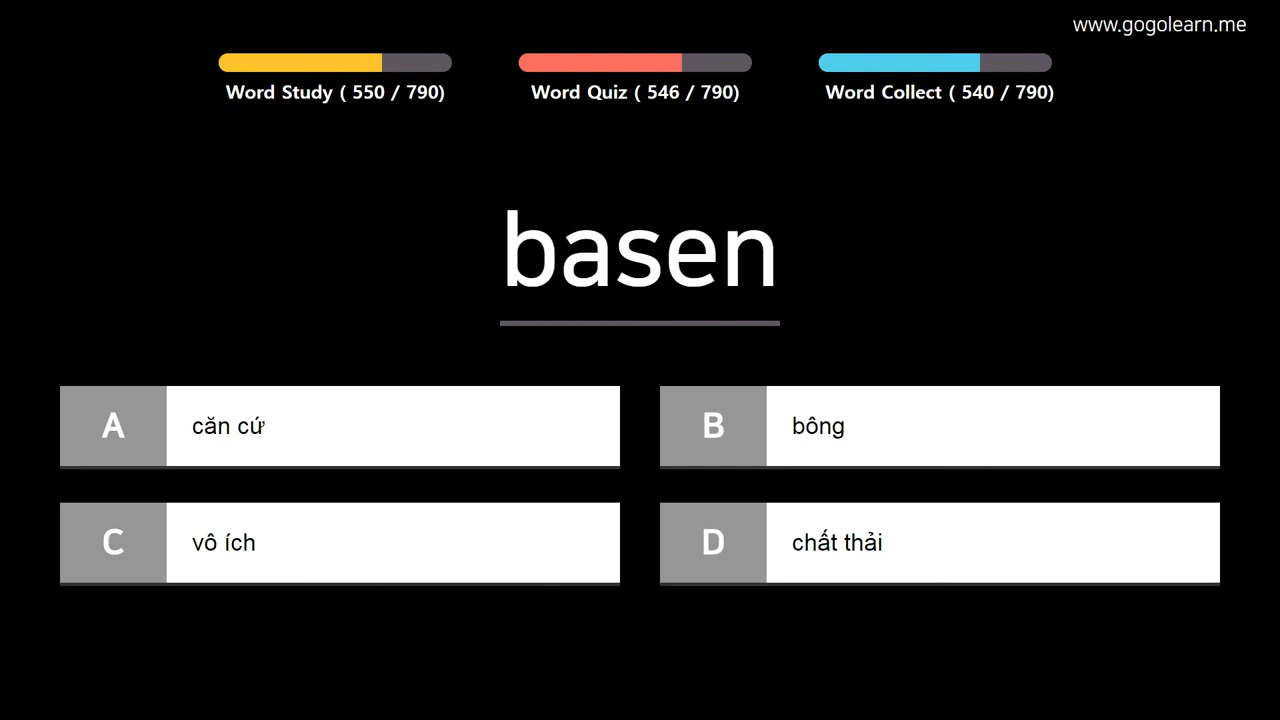 www.gogolearn.me
Word Study ( 550 / 790)
Word Quiz ( 546 / 790)
Word Collect ( 540 / 790)
basen
A căn cứ
B bông
C vô ích
D chất thải